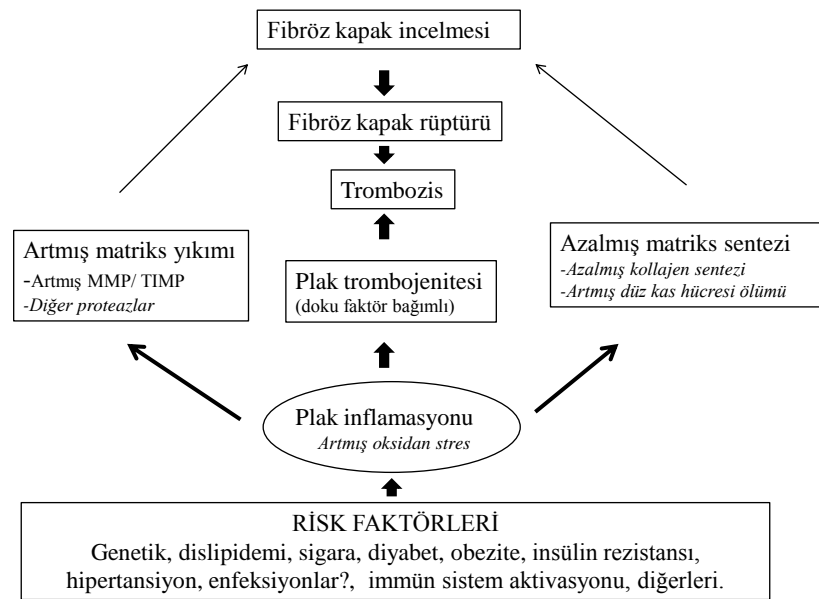 Fibröz kapak incelmesi
Fibröz kapak rüptürü
Trombozis
Artmış matriks yıkımı
-Artmış MMP/ TIMP
-Diğer proteazlar
Plak trombojenitesi
(doku faktör bağımlı)
Azalmış matriks sentezi
-Azalmış kollajen sentezi
-Artmış düz kas hücresi ölümü
Plak inflamasyonu
Artmış oksidan stres
RİSK FAKTÖRLERİ
Genetik, dislipidemi, sigara, diyabet, obezite, insülin rezistansı,
hipertansiyon, enfeksiyonlar?, immün sistem aktivasyonu, diğerleri.